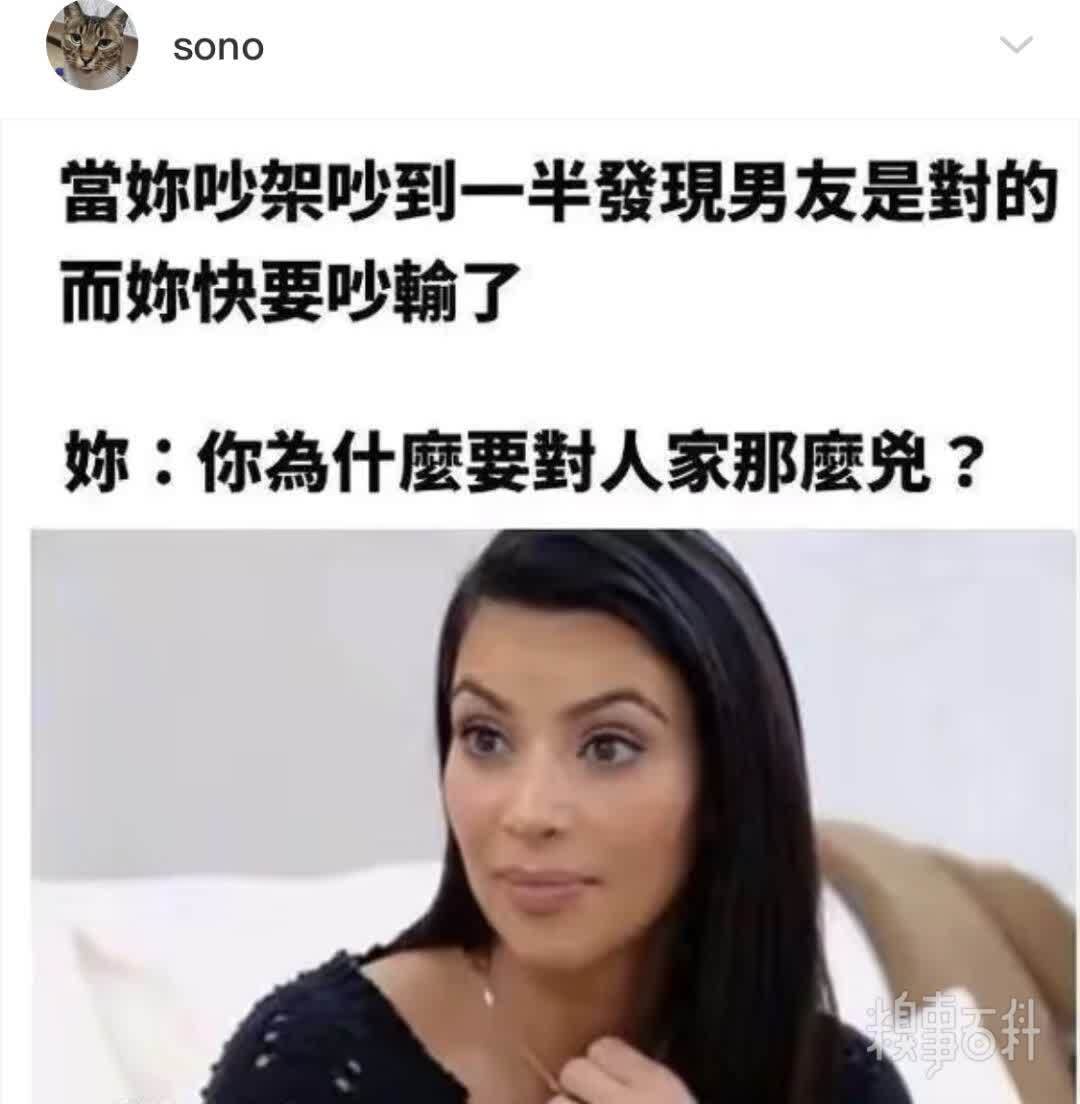 sono
當妳吵架吵到一半發現男友是對的
而妳快要吵輸了
妳：你為什麼要對人家那麼兇？
糗事百科